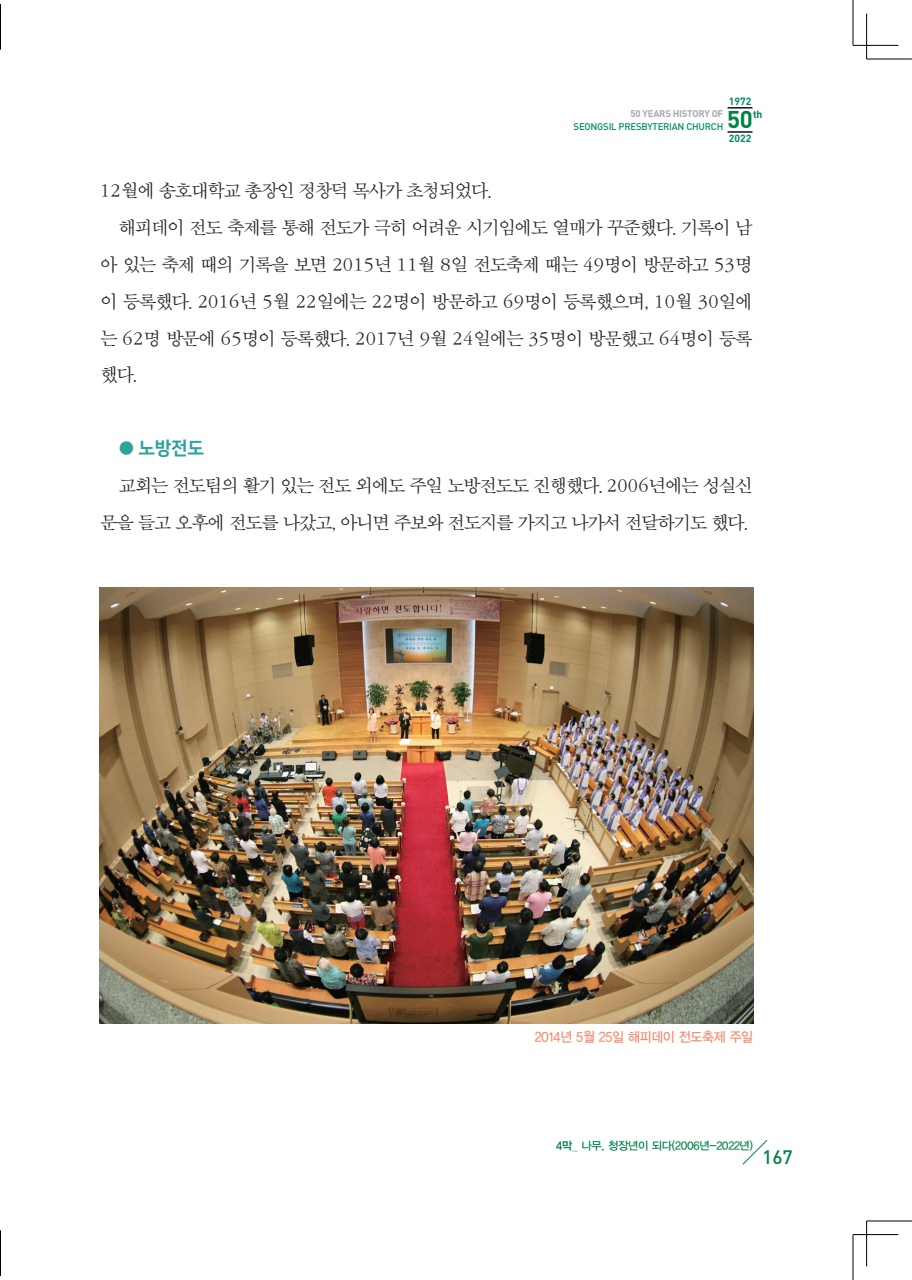 1972
50 YEARS HISTORY OF
50th
SEONGSIL PRESBYTERIAN CHURCH
2022
12월에 송호대학교 총장인 정창덕 목사가 초청되었다.
해피데이 전도 축제를 통해 전도가 극히 어려운 시기임에도 열매가 꾸준했다. 기록이 남
아 있는 축제 때의 기록을 보면 2015년 11월 8일 전도축제 때는 49명이 방문하고 53명
이 등록했다. 2016년 5월 22일에는 22명이 방문하고 69명이 등록했으며, 10월 30일에
는 62명 방문에 65명이 등록했다. 2017년 9월 24일에는 35명이 방문했고 64명이 등록
했다.
● 노방전도
교회는 전도팀의 활기 있는 전도 외에도 주일 노방전도도 진행했다. 2006년에는 성실신
문을 들고 오후에 전도를 나갔고, 아니면 주보와 전도지를 가지고 나가서 전달하기도 했다.
사랑하면 전도합니다!
2014년 5월 25일 해피데이 전도축제 주일
4막_ 나무, 청장년이 되다(2006년-2022년)
167